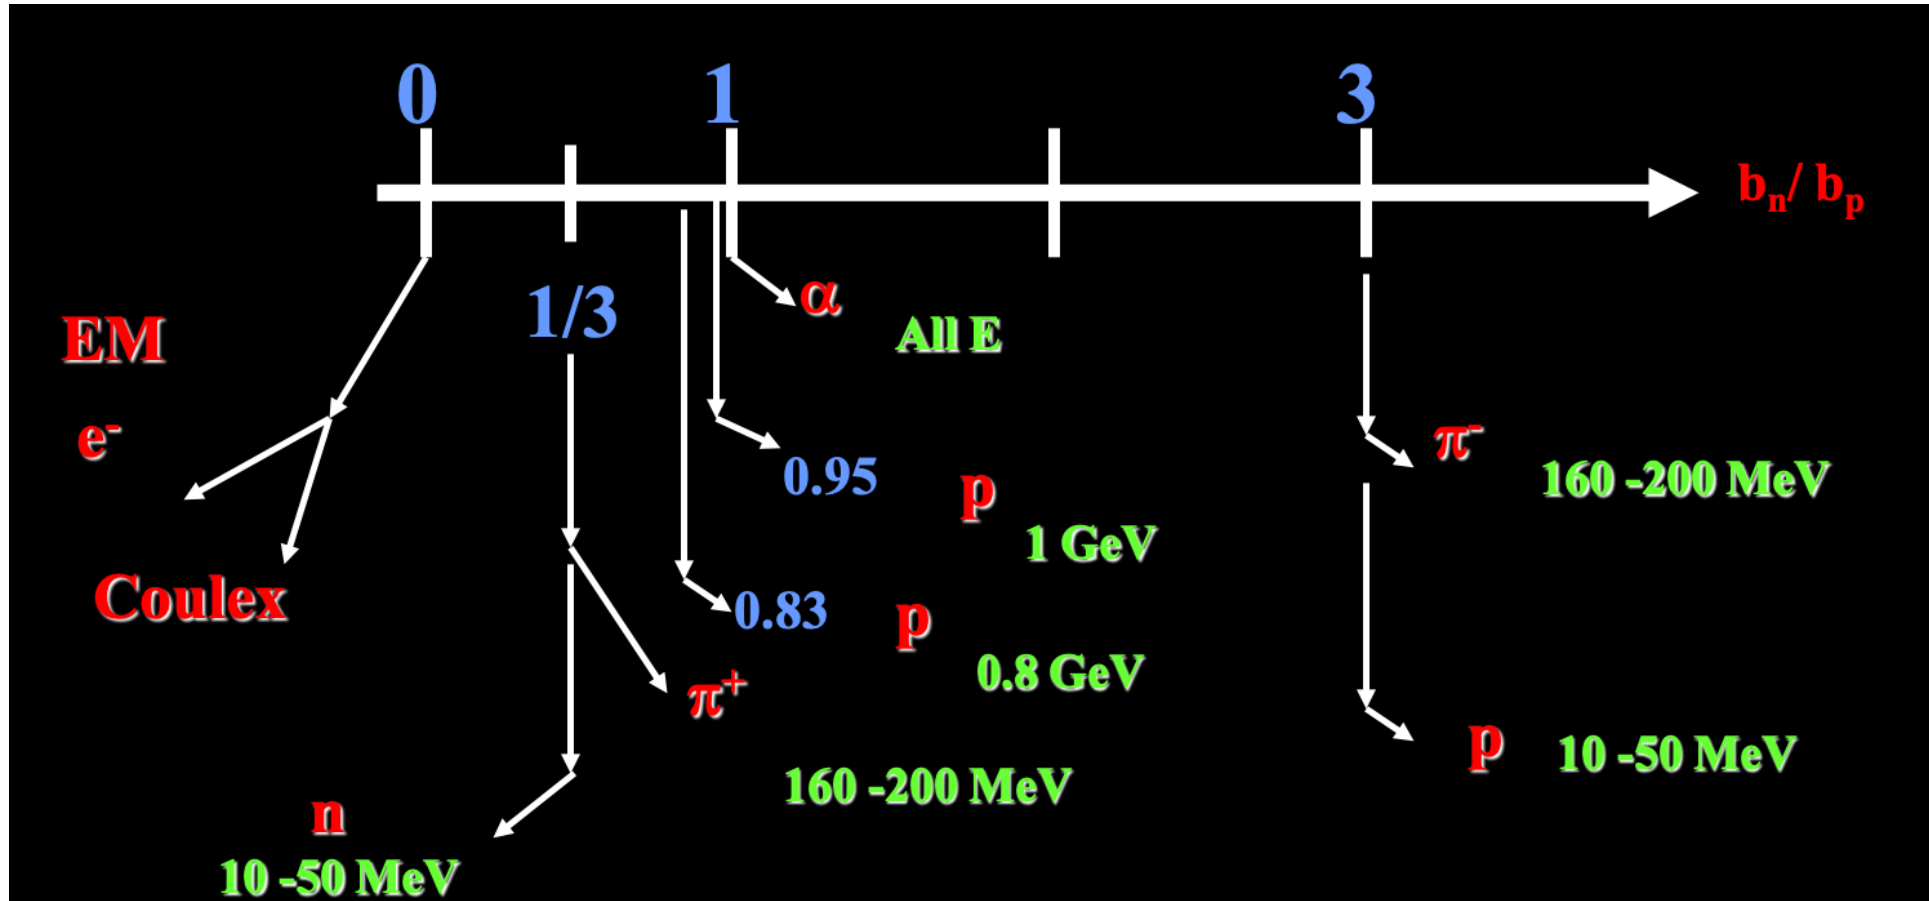 0
1
3
bn/ bp
1/3
α
All E
EM
e-
0.95
p
1 GeV
π-
160 -200 MeV
Coulex
0.83
p
0.8 GeV
π+
160 -200 MeV
p
10 -50 MeV
n
10 -50 MeV